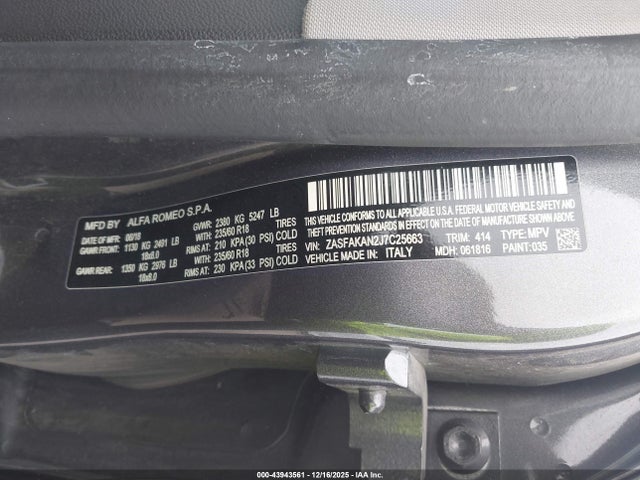 MFD BY ALFA ROMEO S.P.A.
06/18 GVWR: 2380 KG 5247 LB
GAWR FRONT: 1130 KG 2491 LB WITH: 235/60 R18 TIRES
18x8.0 RIMS AT: 210 KPA(30 PSI) COLD
GAWR REAR: 1350 KG 2976 LB WITH: 235/60 R18 TIRES
18x8.0 RIMS AT: 230 KPA (33 PSI) COLD
THIS VEHICLE CONFORMS TO ALL APPLICABLE U.S.A. FEDERAL MOTOR VEHICLE
SAFETY, BUMPER, AND THEFT PREVENTION STANDARDS IN EFFECT ON THE DATE OF MANUFACTURE SHOWN ABOVE.
VIN: ZASFAKAN2J7C25663 TRIM: 414 TYPE: MPV
VEHICLE MADE IN: ITALY MDH: 061816 PAINT: 035
000-43943561 - 12/16/2025 - IAA Inc.